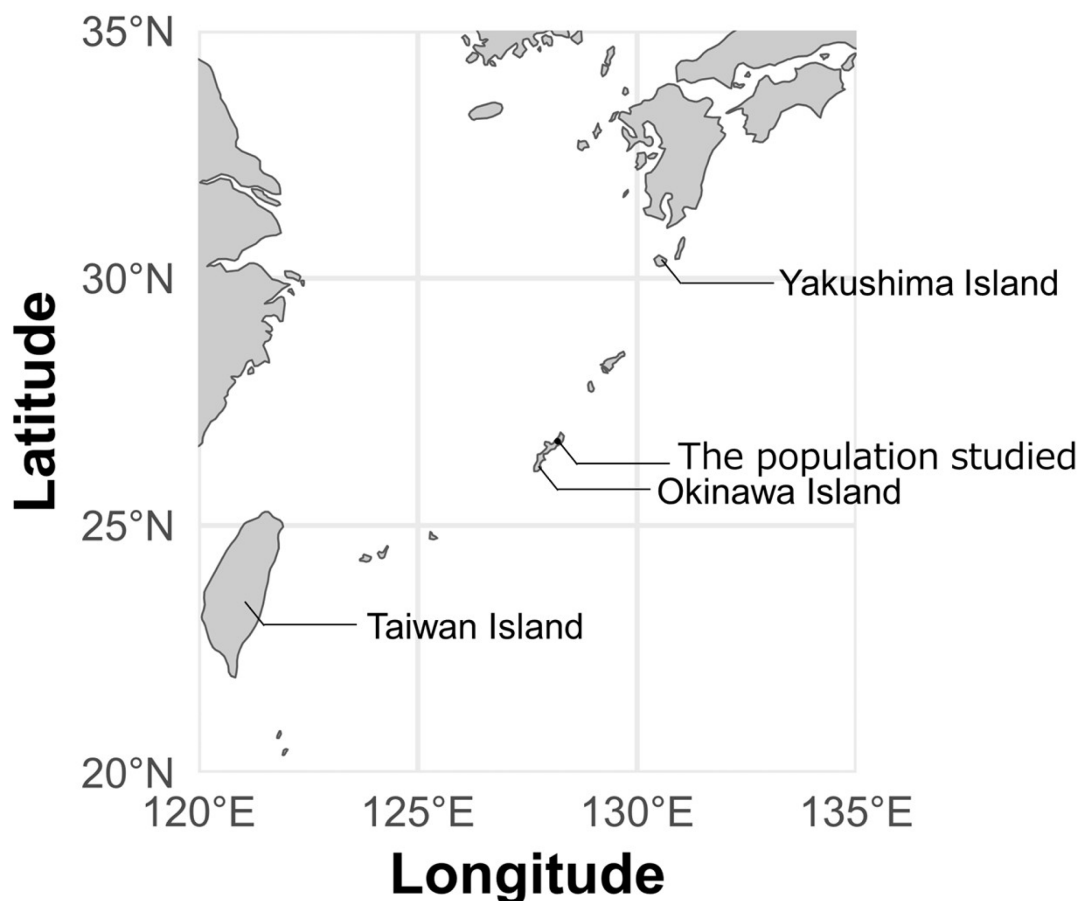 35°N
30°N
Yakushima Island
Latitude
The population studied
Okinawa Island
25°N
Taiwan Island
20°N
120°E 125°E 130°E 135°E
Longitude